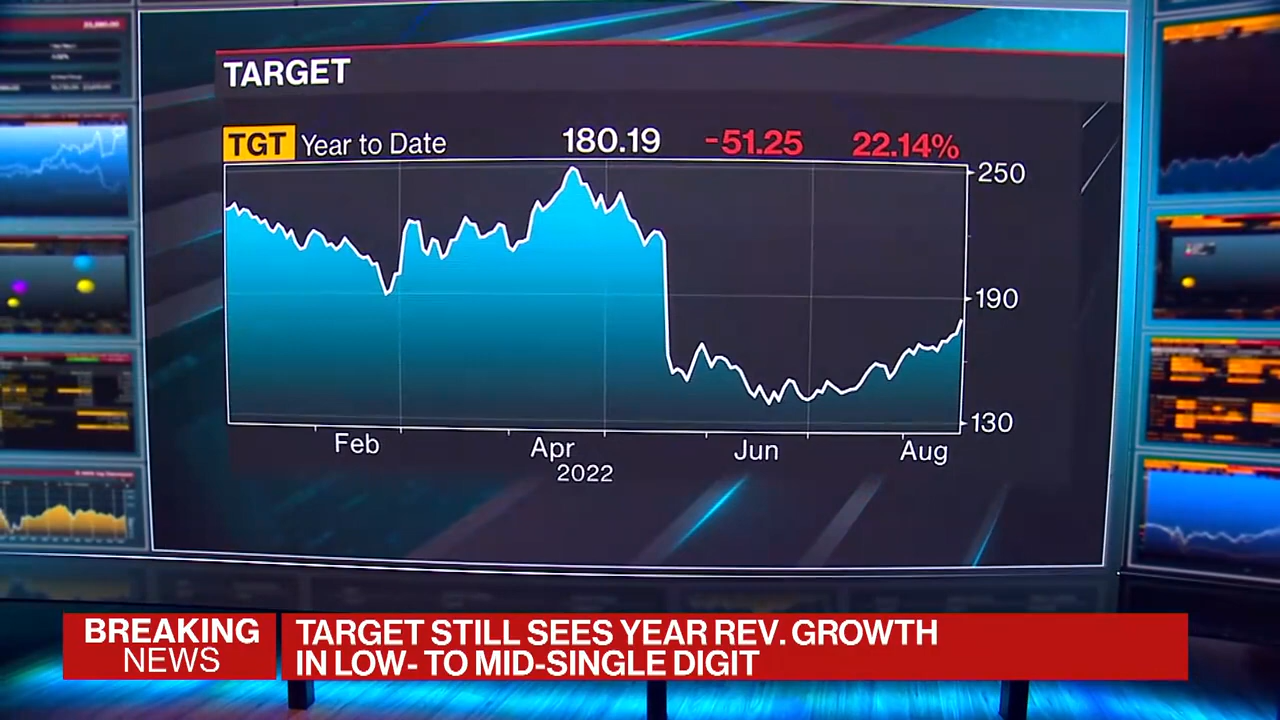 TARGET
TGT Year to Date 180.19 -51.25 22.14%
250
190
130
Feb Apr Jun Aug
2022
BREAKING
NEWS
TARGET STILL SEES YEAR REV. GROWTH
IN LOW- TO MID-SINGLE DIGIT